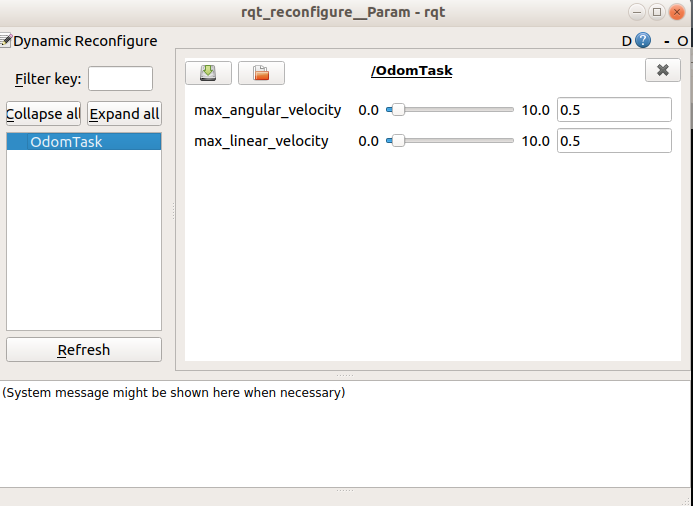 rqt_reconfigure__Param - rqt
Dynamic Reconfigure
D ? - O
Filter key:
Collapse all Expand all
OdomTask
Refresh
/OdomTask
max_angular_velocity 0.0 10.0 0.5
max_linear_velocity 0.0 10.0 0.5
(System message might be shown here when necessary)